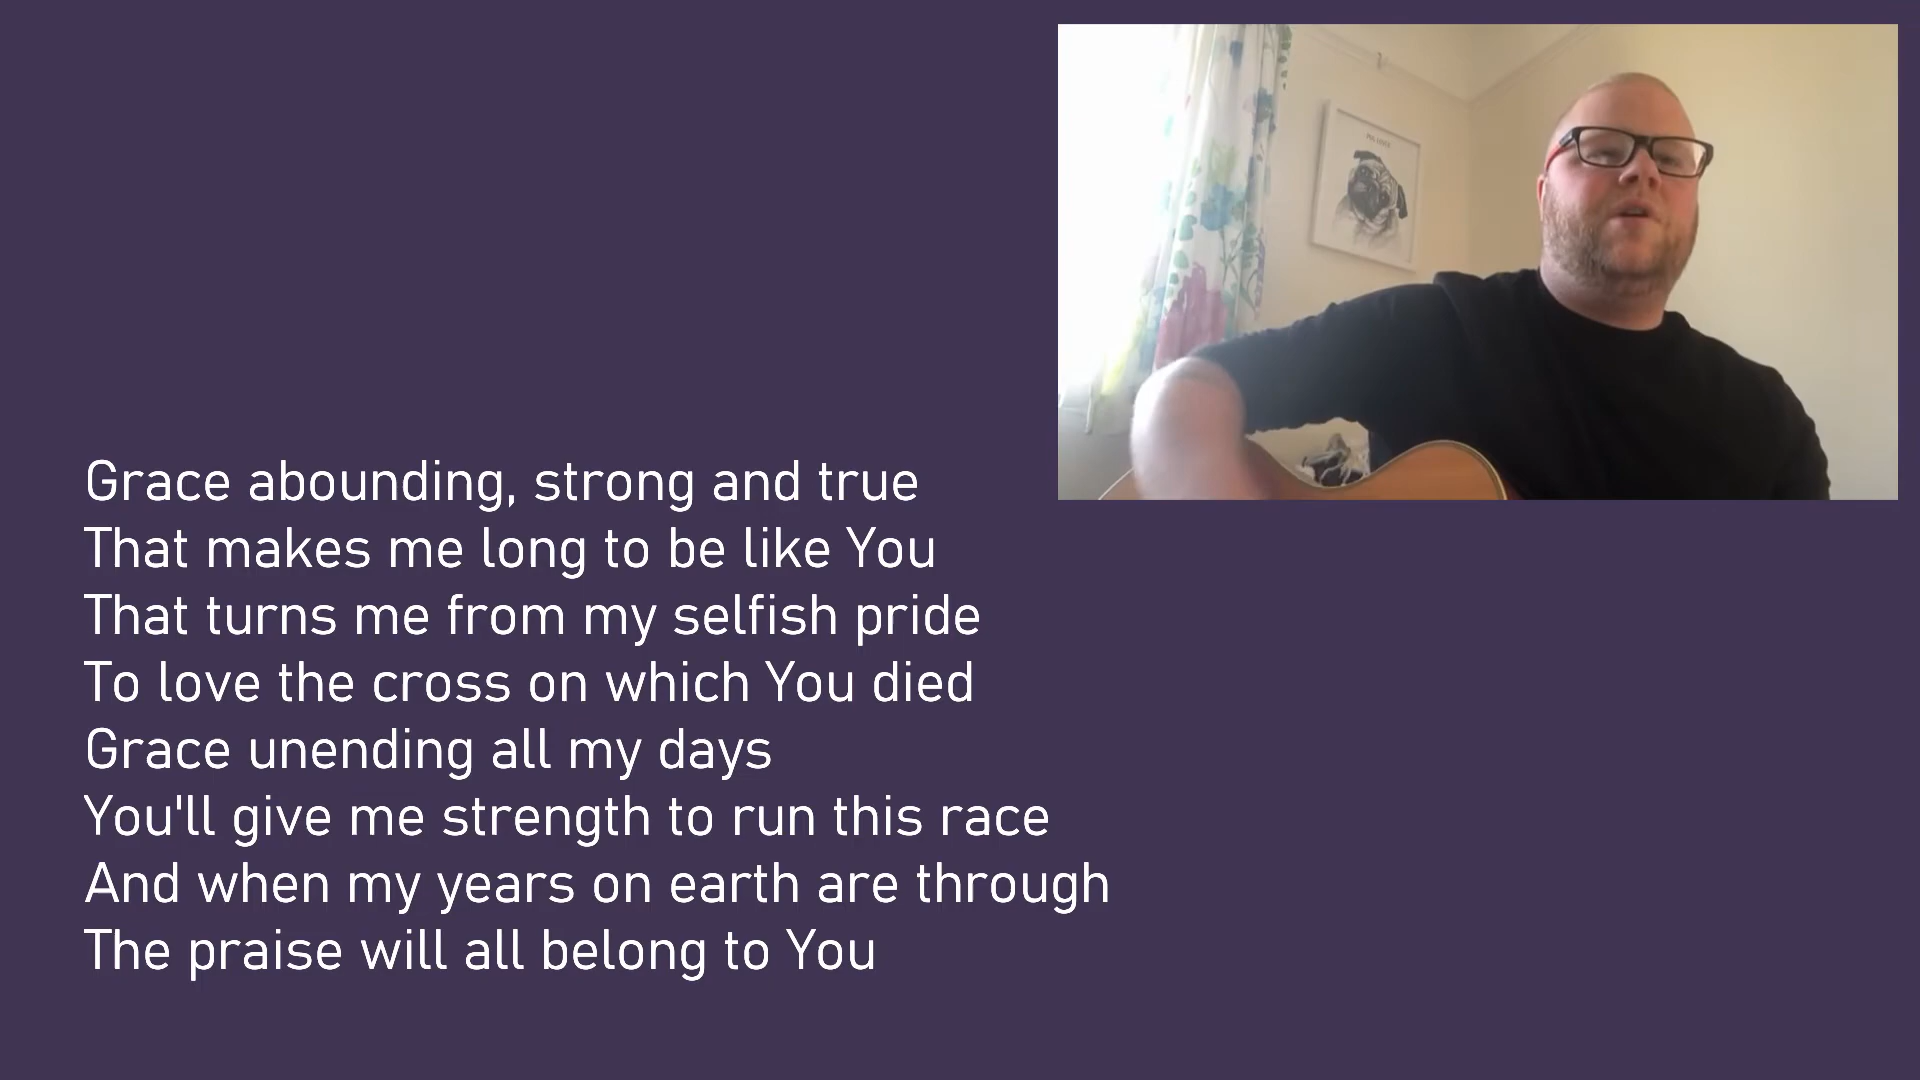 Grace abounding, strong and true
That makes me long to be like You
That turns me from my selfish pride
To love the cross on which You died
Grace unending all my days
You'll give me strength to run this race
And when my years on earth are through
The praise will all belong to You